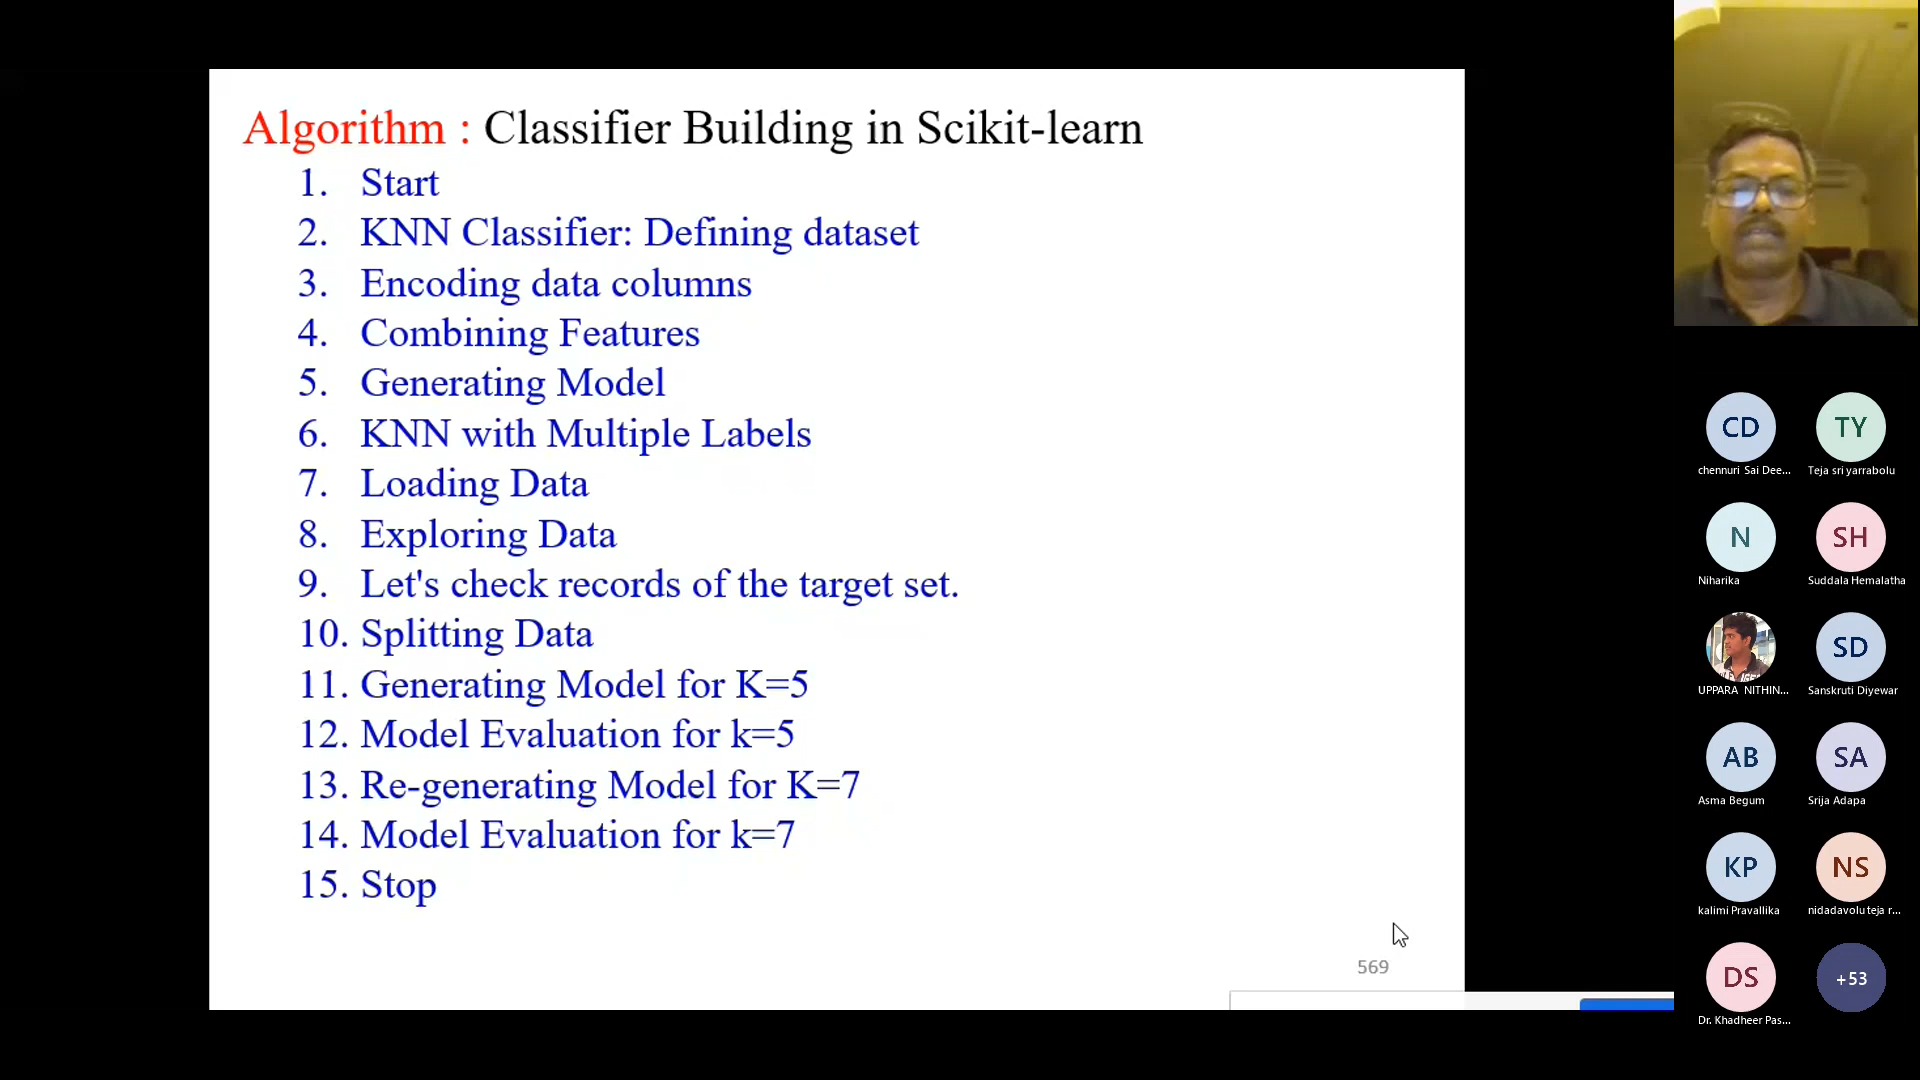 Algorithm : Classifier Building in Scikit-learn
1. Start
2. KNN Classifier: Defining dataset
3. Encoding data columns
4. Combining Features
5. Generating Model
6. KNN with Multiple Labels
7. Loading Data
8. Exploring Data
9. Let's check records of the target set.
10. Splitting Data
11. Generating Model for K=5
12. Model Evaluation for k=5
13. Re-generating Model for K=7
14. Model Evaluation for k=7
15. Stop
569
CD TY
chennuri Sai Dee... Teja sri yarrabolu
N SH
Niharika Suddala Hemalatha
SD
UPPARA NITHIN... Sanskruti Diyewar
AB SA
Asma Begum Srija Adapa
KP NS
kalimi Pravallika nidadavolu teja r...
DS +53
Dr. Khadheer Pas...